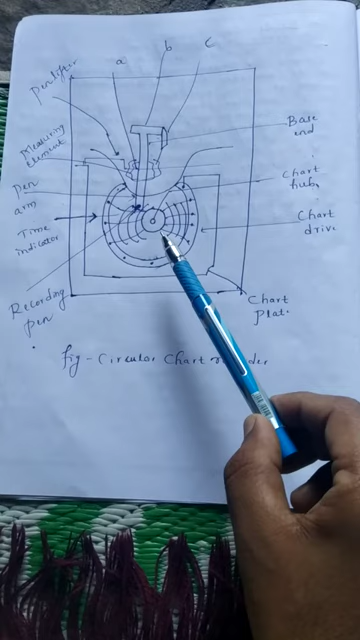 a b c
Pen lifter
Measuring element
Base end
Pen arm
Chart hub
Time indicator
Chart drive
Recording pen
Chart plat
fig - Circular Chart